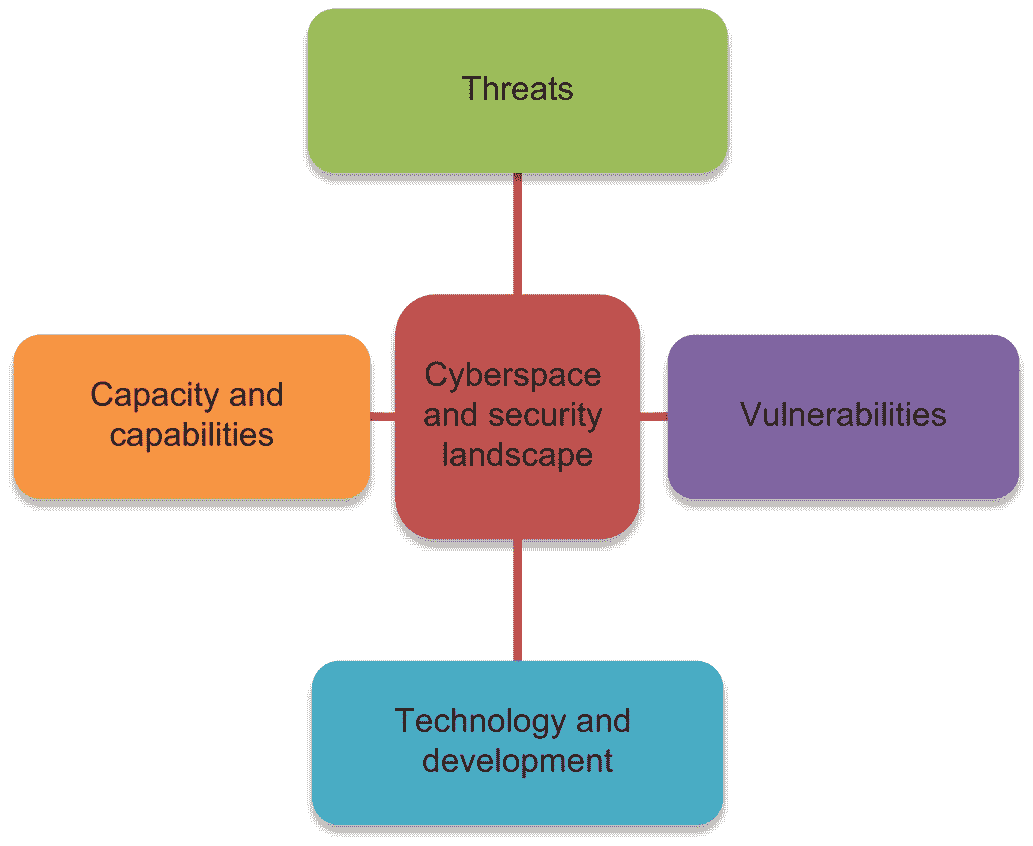 Threats
Capacity and
capabilities
Cyberspace
and security
landscape
Vulnerabilities
Technology and
development